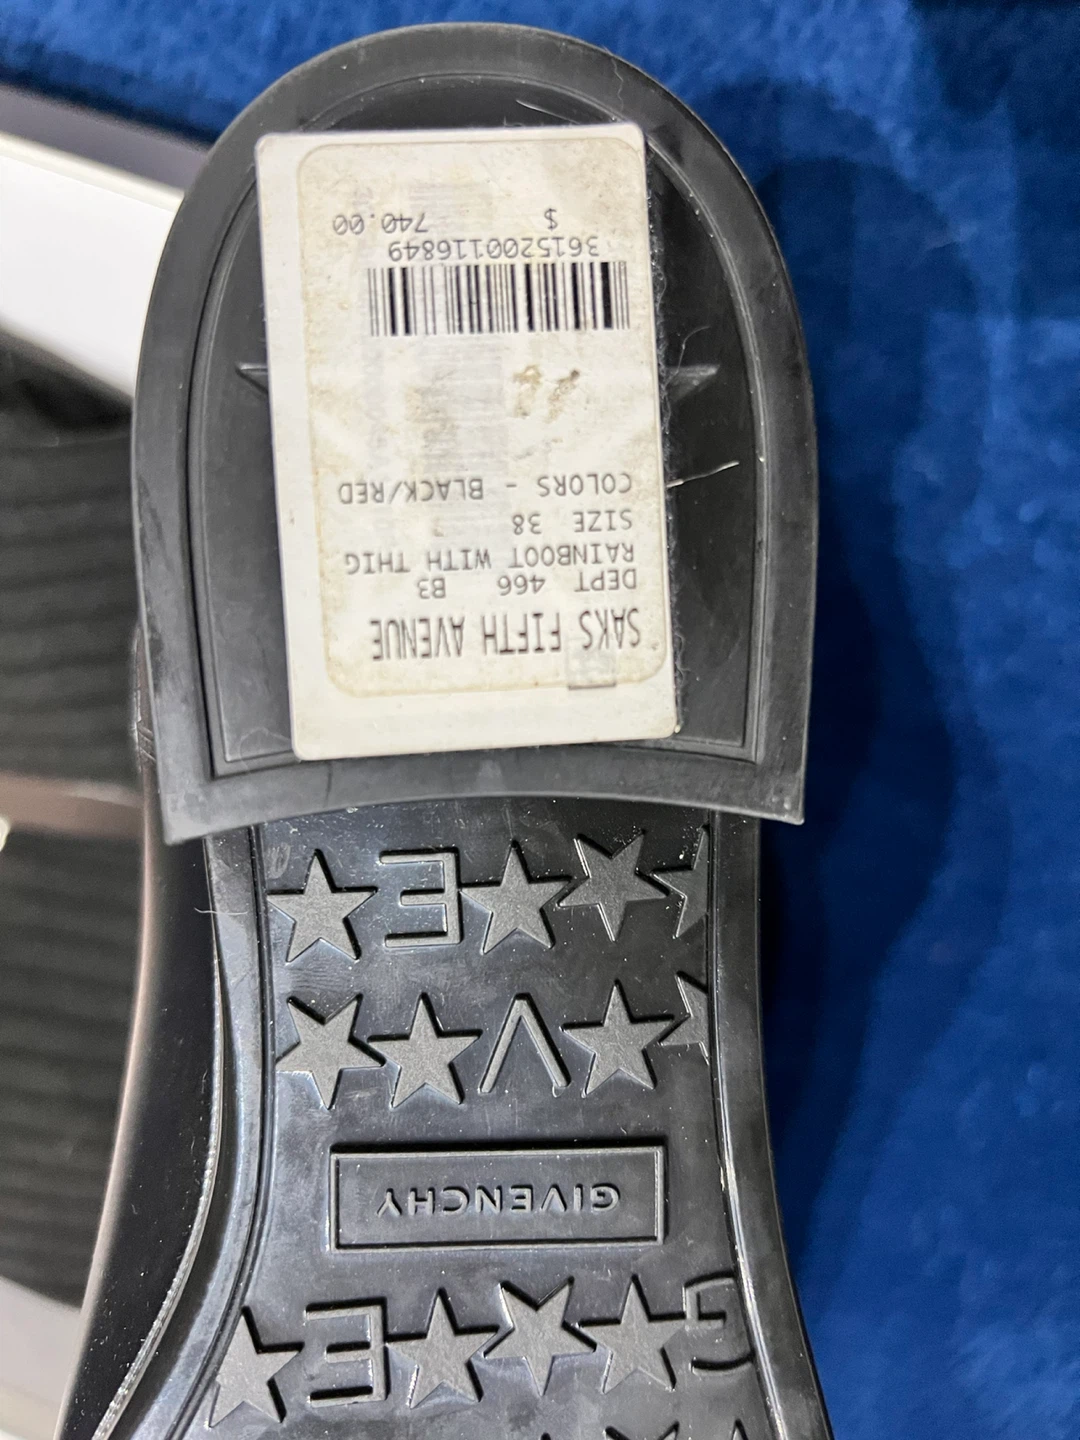 SAKS FIFTH AVENUE
DEPT 466 B3
RAINBOOT WITH THIG
SIZE 38
COLORS - BLACK/RED
3615200116849
$ 740.00
E
V
GIVENCHY
G E